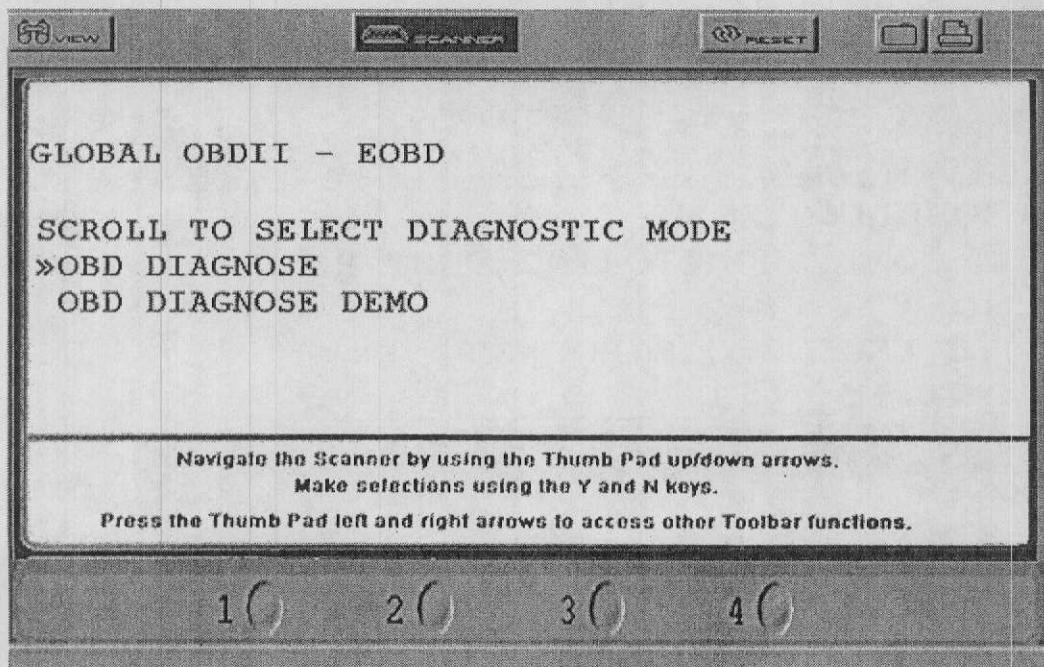 VIEW SCANNER RESET
GLOBAL OBDII - EOBD
SCROLL TO SELECT DIAGNOSTIC MODE
»OBD DIAGNOSE
OBD DIAGNOSE DEMO
Navigate the Scanner by using the Thumb Pad up/down arrows.
Make selections using the Y and N keys.
Press the Thumb Pad left and right arrows to access other Toolbar functions.
1 2 3 4